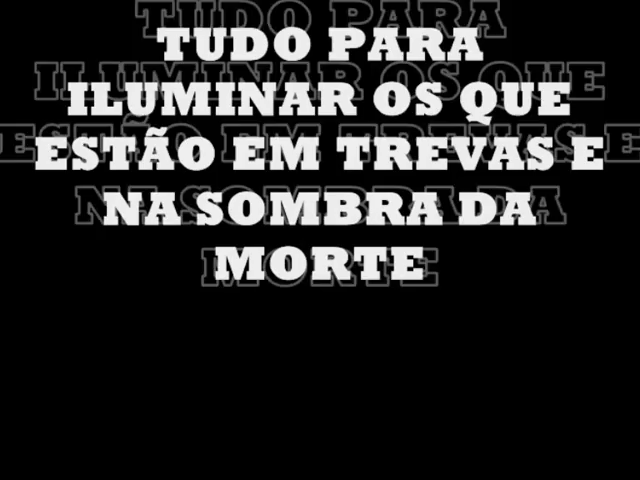 TUDO PARA
ILUMINAR OS QUE
ESTÃO EM TREVAS E
NA SOMBRA DA
MORTE